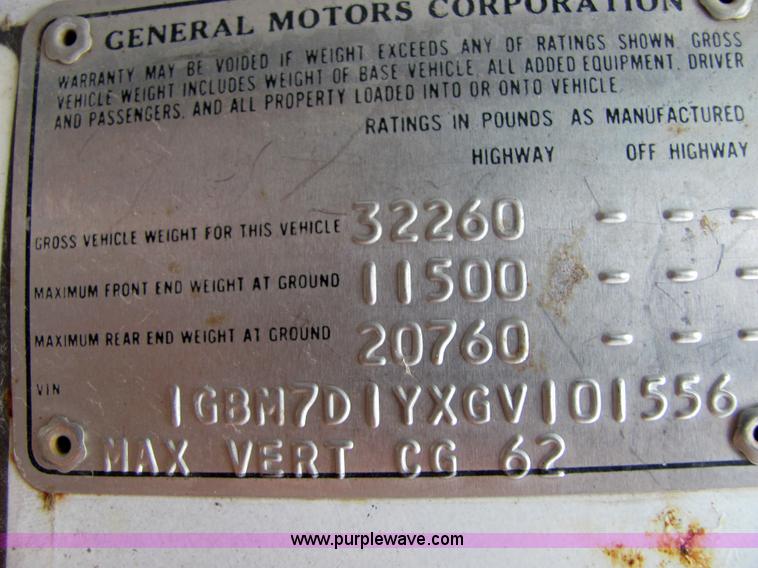 GENERAL MOTORS CORPORATION
WARRANTY MAY BE VOIDED IF WEIGHT EXCEEDS ANY OF RATINGS SHOWN. GROSS
VEHICLE WEIGHT INCLUDES WEIGHT OF BASE VEHICLE, ALL ADDED EQUIPMENT, DRIVER
AND PASSENGERS, AND ALL PROPERTY LOADED INTO OR ONTO VEHICLE.
RATINGS IN POUNDS AS MANUFACTURED
HIGHWAY OFF HIGHWAY
GROSS VEHICLE WEIGHT FOR THIS VEHICLE 32260 - - -
MAXIMUM FRONT END WEIGHT AT GROUND 11500 - - -
MAXIMUM REAR END WEIGHT AT GROUND 20760 - - -
VIN 1GBM7D1YXGV101556
MAX VERT CG 62
www.purplewave.com